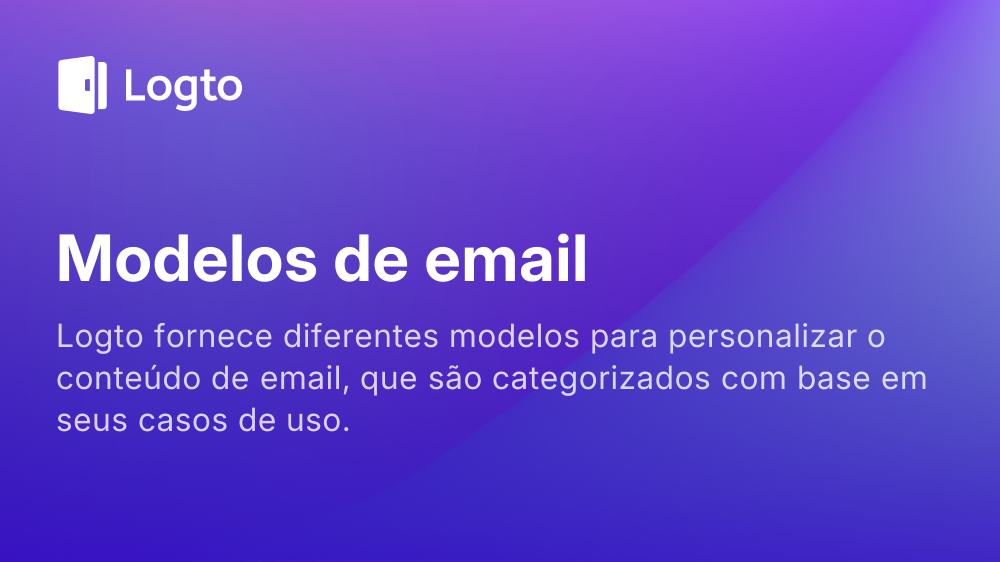 Logto
Modelos de email
Logto fornece diferentes modelos para personalizar o
conteúdo de email, que são categorizados com base em
seus casos de uso.